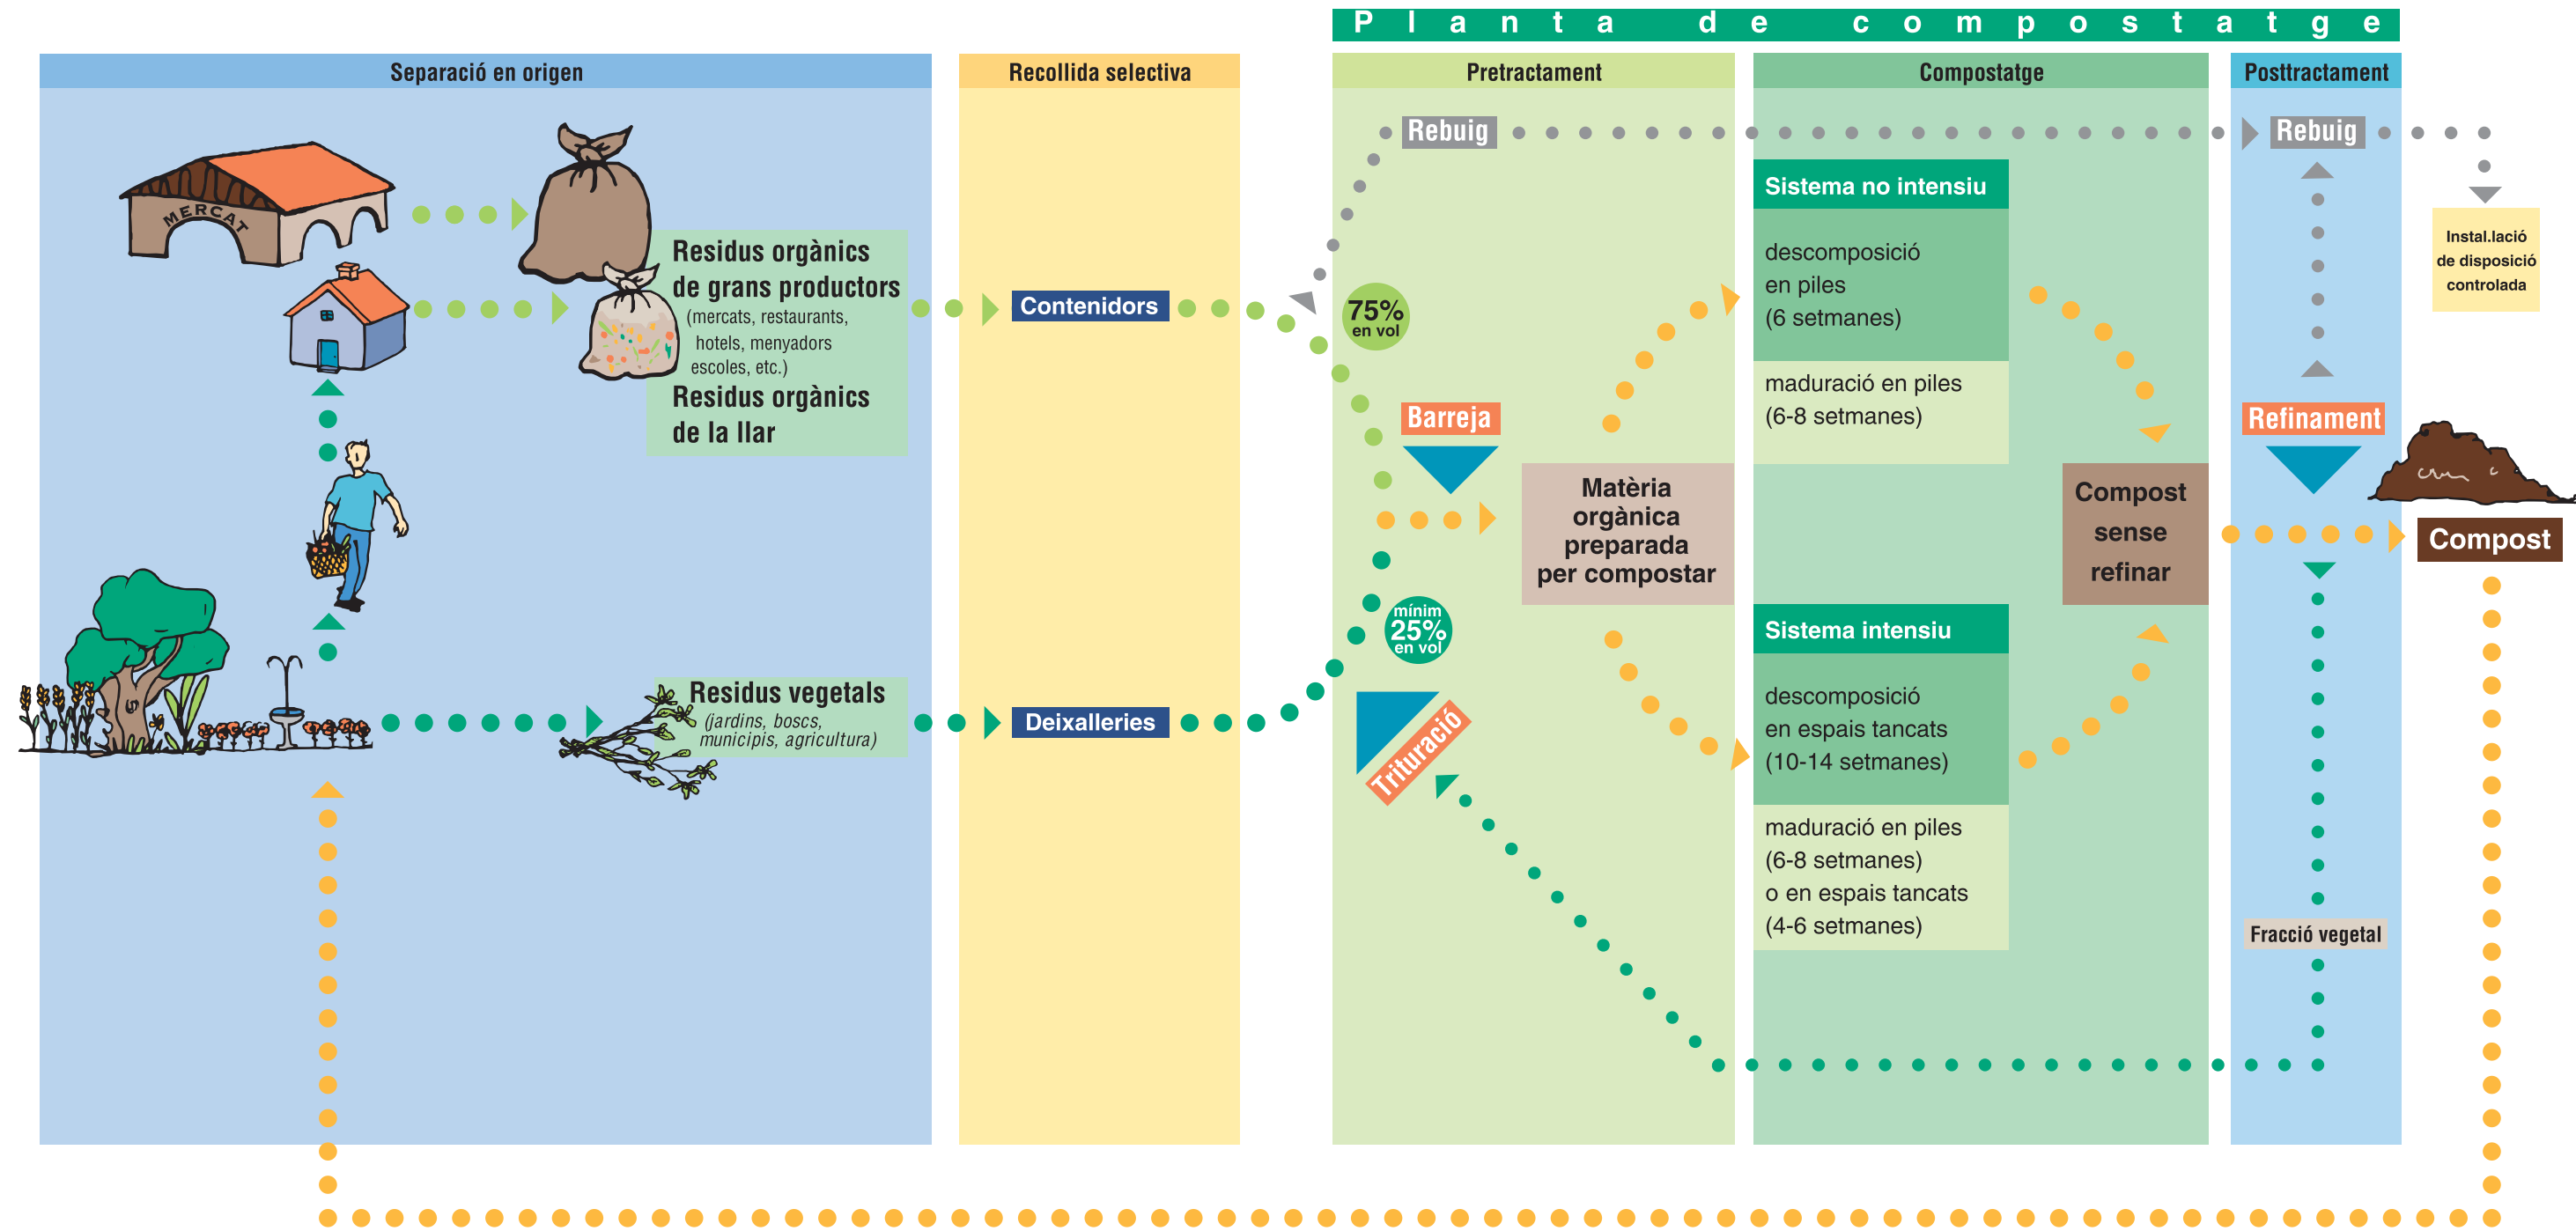 Planta de compostatge
Separació en origen
Recollida selectiva
Pretractament
Compostatge
Posttractament
MERCAT
Residus orgànics
de grans productors
(mercats, restaurants,
hotels, menyadors
escoles, etc.)
Residus orgànics
de la llar
Residus vegetals
(jardins, boscs,
municipis, agricultura)
Contenidors
Deixalleries
Rebuig
75%
en vol
Barreja
Matèria
orgànica
preparada
per compostar
mínim
25%
en vol
Trituració
Sistema no intensiu
descomposició
en piles
(6 setmanes)
maduració en piles
(6-8 setmanes)
Sistema intensiu
descomposició
en espais tancats
(10-14 setmanes)
maduració en piles
(6-8 setmanes)
o en espais tancats
(4-6 setmanes)
Compost
sense
refinar
Rebuig
Refinament
Fracció vegetal
Instal.lació
de disposició
controlada
Compost